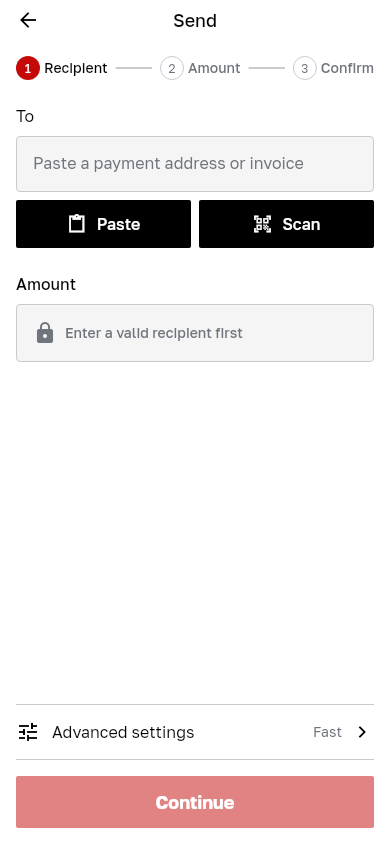 Send
1 Recipient 2 Amount 3 Confirm
To
Paste a payment address or invoice
Paste Scan
Amount
Enter a valid recipient first
Advanced settings Fast
Continue